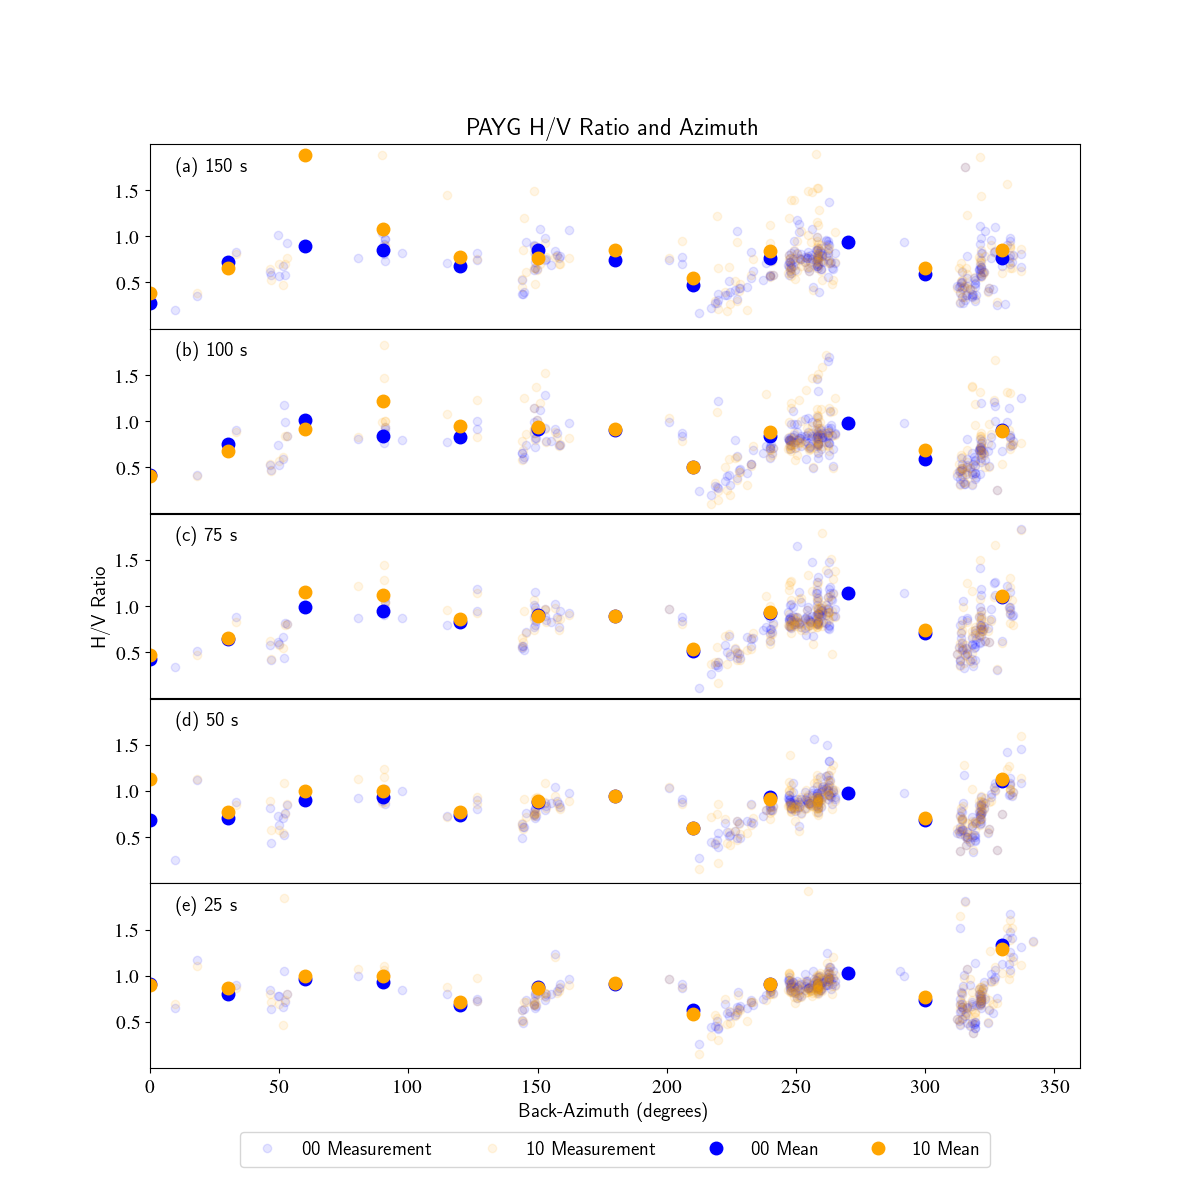 PAYG H/V Ratio and Azimuth
(a) 150 s
1.5
1.0
0.5
(b) 100 s
1.5
1.0
0.5
(c) 75 s
1.5
1.0
0.5
H/V Ratio
(d) 50 s
1.5
1.0
0.5
(e) 25 s
1.5
1.0
0.5
0 50 100 150 200 250 300 350
Back-Azimuth (degrees)
00 Measurement 10 Measurement 00 Mean 10 Mean